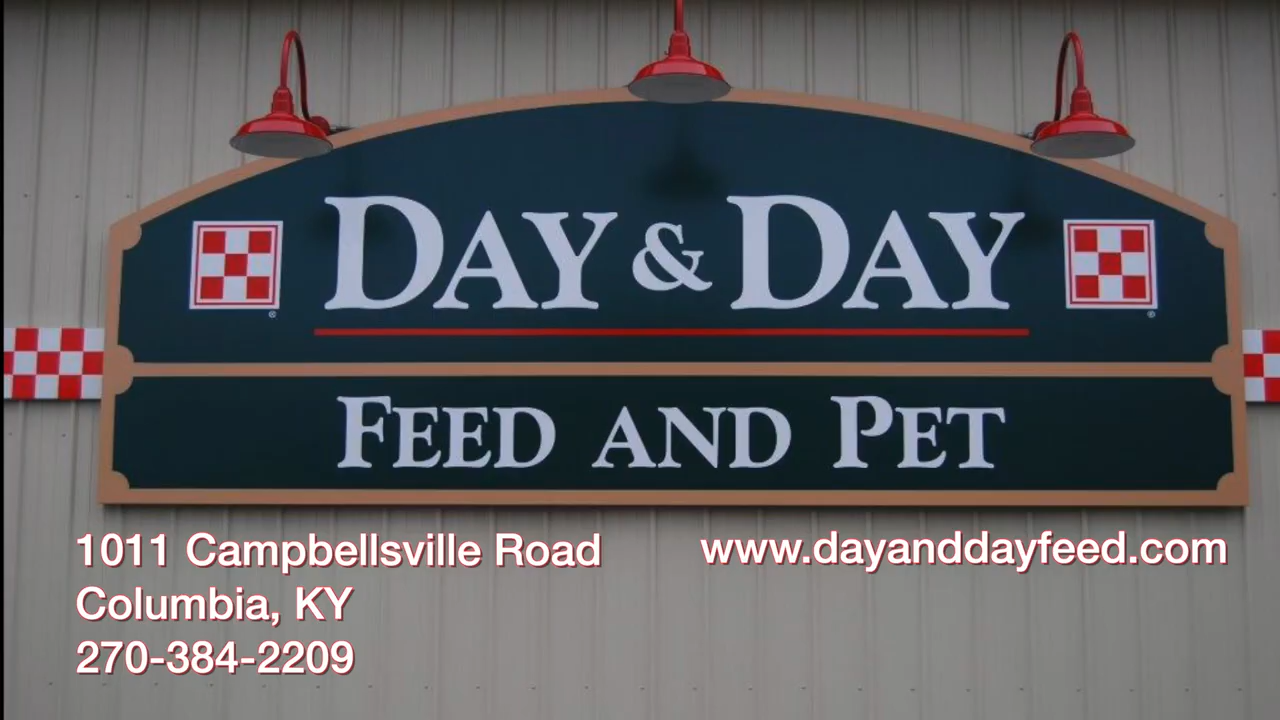 DAY & DAY
FEED AND PET
1011 Campbellsville Road
Columbia, KY
270-384-2209
www.dayanddayfeed.com